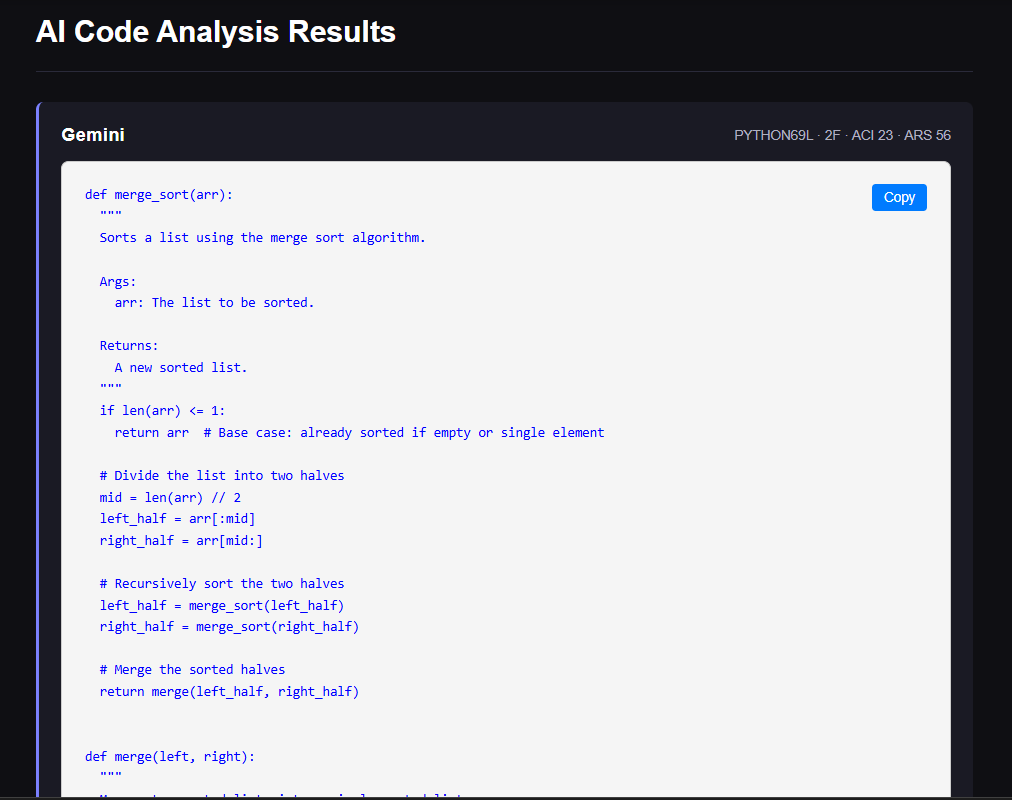 AI Code Analysis Results
Gemini
PYTHON69L · 2F · ACI 23 · ARS 56
Copy
def merge_sort(arr):
  """
  Sorts a list using the merge sort algorithm.

  Args:
    arr: The list to be sorted.

  Returns:
    A new sorted list.
  """
  if len(arr) <= 1:
    return arr  # Base case: already sorted if empty or single element

  # Divide the list into two halves
  mid = len(arr) // 2
  left_half = arr[:mid]
  right_half = arr[mid:]

  # Recursively sort the two halves
  left_half = merge_sort(left_half)
  right_half = merge_sort(right_half)

  # Merge the sorted halves
  return merge(left_half, right_half)


def merge(left, right):
  """